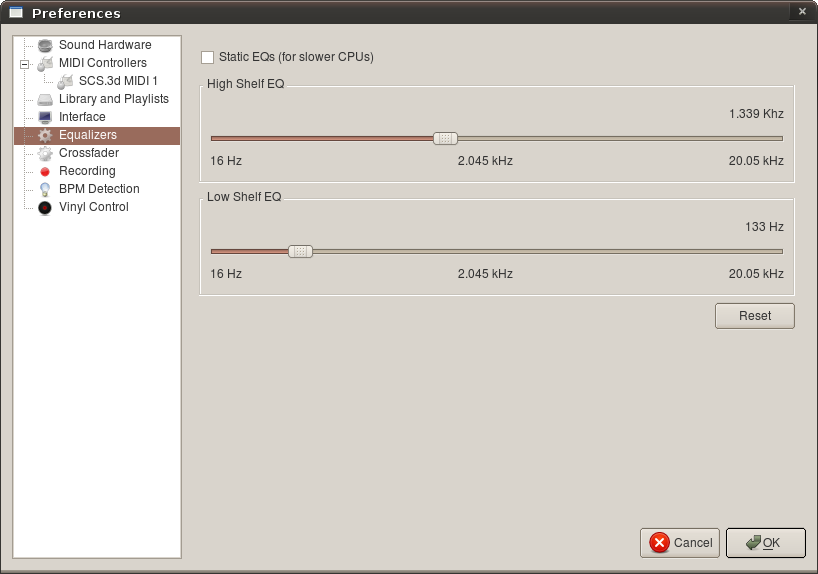 Preferences
Sound Hardware
MIDI Controllers
SCS.3d MIDI 1
Library and Playlists
Interface
Equalizers
Crossfader
Recording
BPM Detection
Vinyl Control
Static EQs (for slower CPUs)
High Shelf EQ
1.339 Khz
16 Hz 2.045 kHz 20.05 kHz
Low Shelf EQ
133 Hz
16 Hz 2.045 kHz 20.05 kHz
Reset
Cancel OK